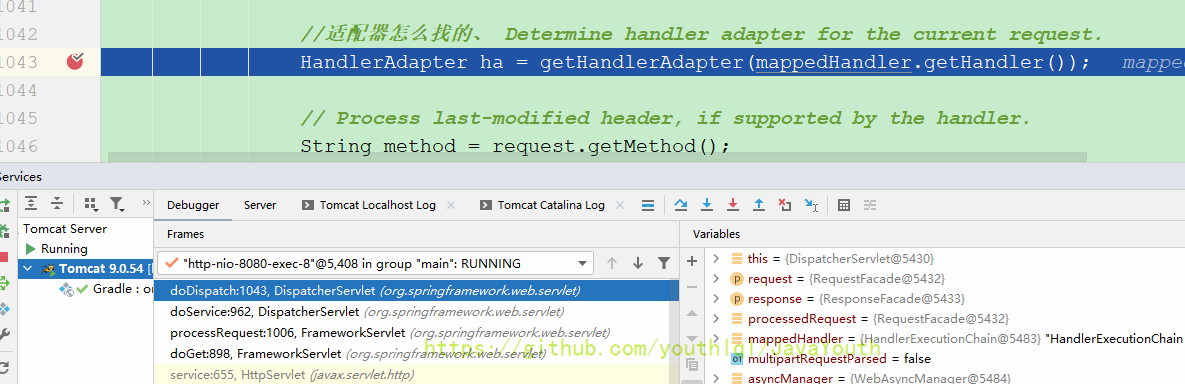 1041
1042 //适配器怎么找的、 Determine handler adapter for the current request.
1043 HandlerAdapter ha = getHandlerAdapter(mappedHandler.getHandler()); mapped
1044
1045 // Process last-modified header, if supported by the handler.
1046 String method = request.getMethod();
Services
Debugger Server Tomcat Localhost Log Tomcat Catalina Log
Tomcat Server
Running
Tomcat 9.0.54
Gradle : or
Frames
"http-nio-8080-exec-8"@5,408 in group "main": RUNNING
doDispatch:1043, DispatcherServlet (org.springframework.web.servlet)
doService:962, DispatcherServlet (org.springframework.web.servlet)
processRequest:1006, FrameworkServlet (org.springframework.web.servlet)
doGet:898, FrameworkServlet (org.springframework.web.servlet)
service:655, HttpServlet (javax.servlet.http)
Variables
this = {DispatcherServlet@5430}
request = {RequestFacade@5432}
response = {ResponseFacade@5433}
processedRequest = {RequestFacade@5432}
mappedHandler = {HandlerExecutionChain@5483} "HandlerExecutionChain
multipartRequestParsed = false
asyncManager = {WebAsyncManager@5484}
https://github.com/youthlql/JavaYouth